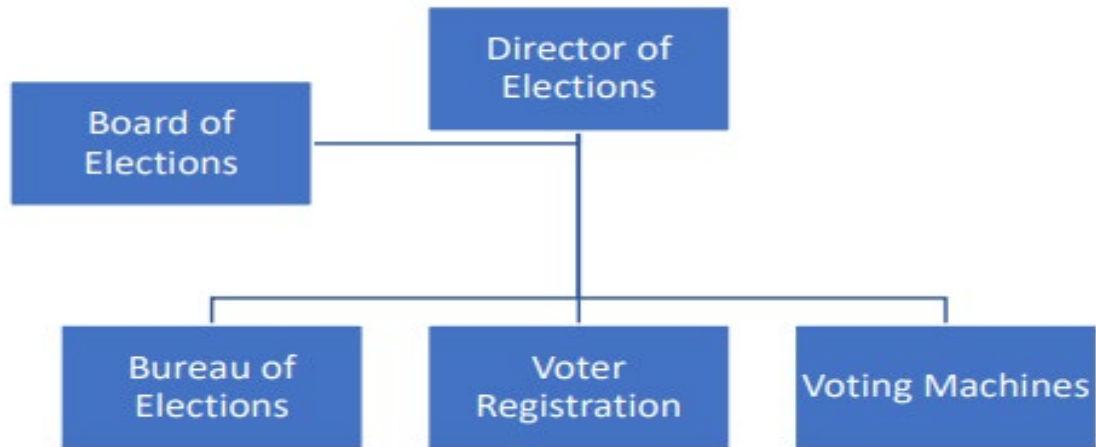 Director of
Elections
Board of
Elections
Bureau of
Elections
Voter
Registration
Voting Machines